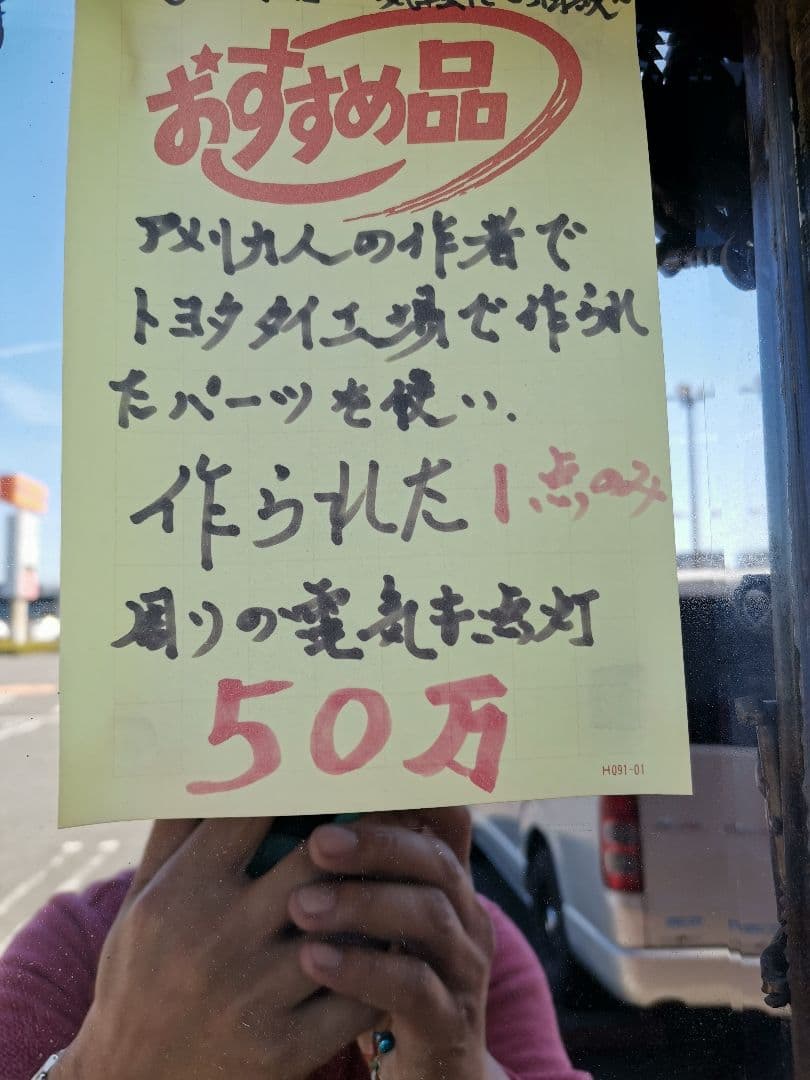 おすすめ品
アメリカ人の作者で
トヨタタイ工場で作られ
たパーツを使い、
作られた 1点のみ
周りの電気も点灯
50万
H091-01